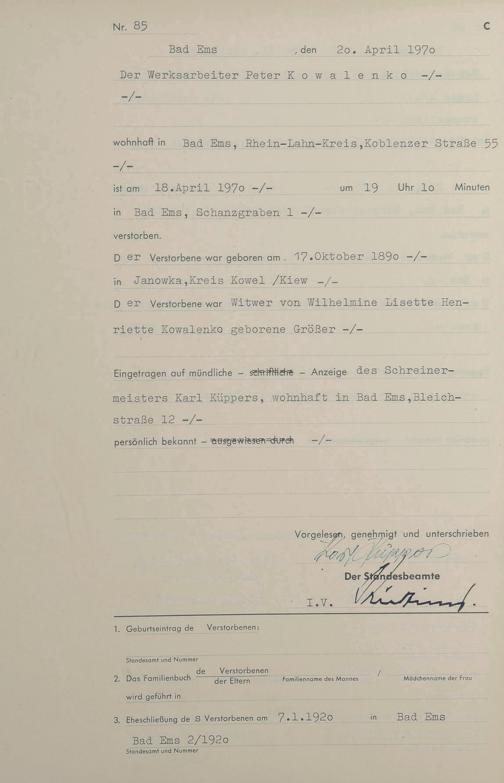 Nr. 85 C
Bad Ems , den 2o. April 197o
Der Werksarbeiter Peter K o w a l e n k o -/-
-/-
wohnhaft in Bad Ems, Rhein-Lahn-Kreis,Koblenzer Straße 55
-/-
ist am 18.April 197o -/- um 19 Uhr 1o Minuten
in Bad Ems, Schanzgraben 1 -/-
verstorben.
D er Verstorbene war geboren am 17.Oktober 189o -/-
in Janowka,Kreis Kowel /Kiew -/-
D er Verstorbene war Witwer von Wilhelmine Lisette Hen-
riette Kowalenko geborene Größer -/-
Eingetragen auf mündliche - schriftliche - Anzeige des Schreiner-
meisters Karl Küppers, wohnhaft in Bad Ems,Bleich-
straße 12 -/-
persönlich bekannt - ausgewiesen durch -/-
Vorgelesen, genehmigt und unterschrieben
Karl Küppers
Der Standesbeamte
I.V.
1. Geburtseintrag de Verstorbenen:
Standesamt und Nummer
2. Das Familienbuch de Verstorbenen / der Eltern Familienname des Mannes / Mädchenname der Frau
wird geführt in
3. Eheschließung de s Verstorbenen am 7.1.192o in Bad Ems
Bad Ems 2/192o
Standesamt und Nummer